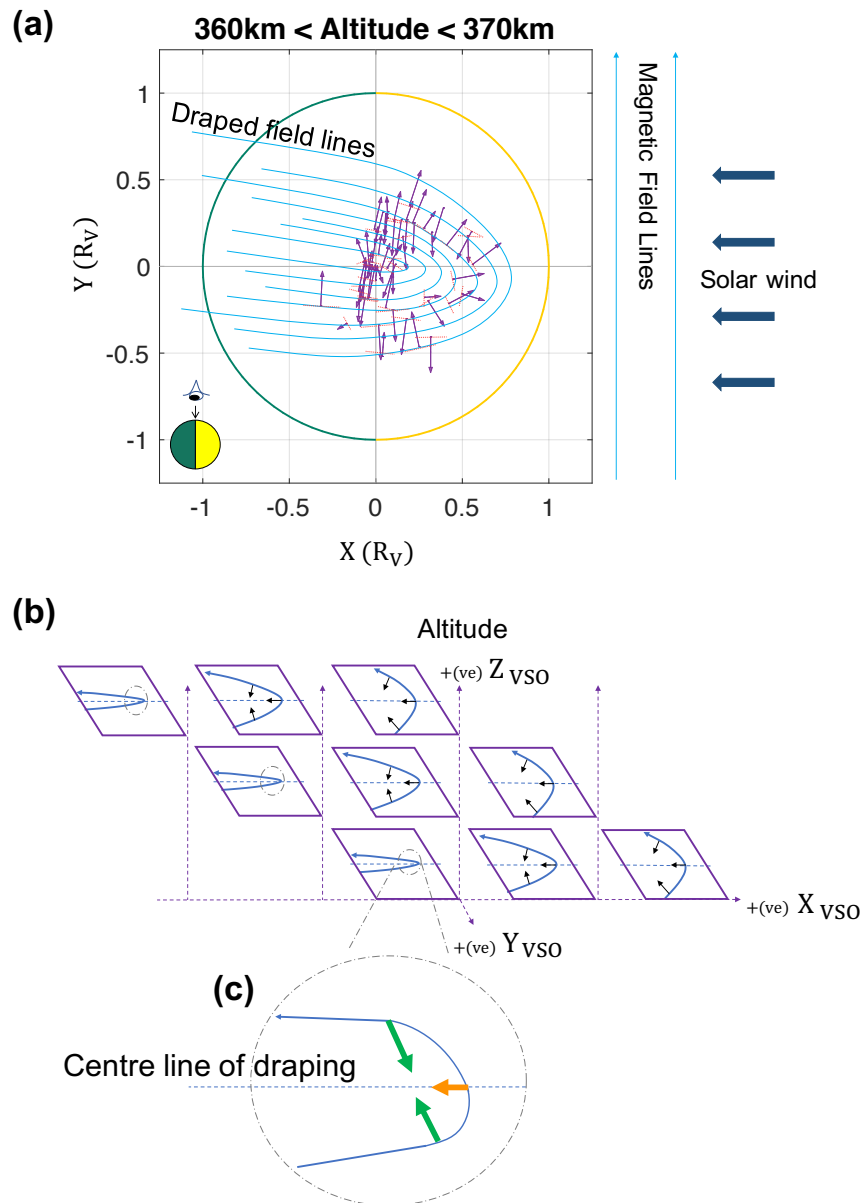 (a)
360km < Altitude < 370km
Draped field lines
Magnetic Field Lines
Solar wind
1
0.5
0
-0.5
-1
Y (R_V)
-1
-0.5
0
0.5
1
X (R_V)
(b)
Altitude
+(ve) Z_VSO
+(ve) X_VSO
+(ve) Y_VSO
(c)
Centre line of draping